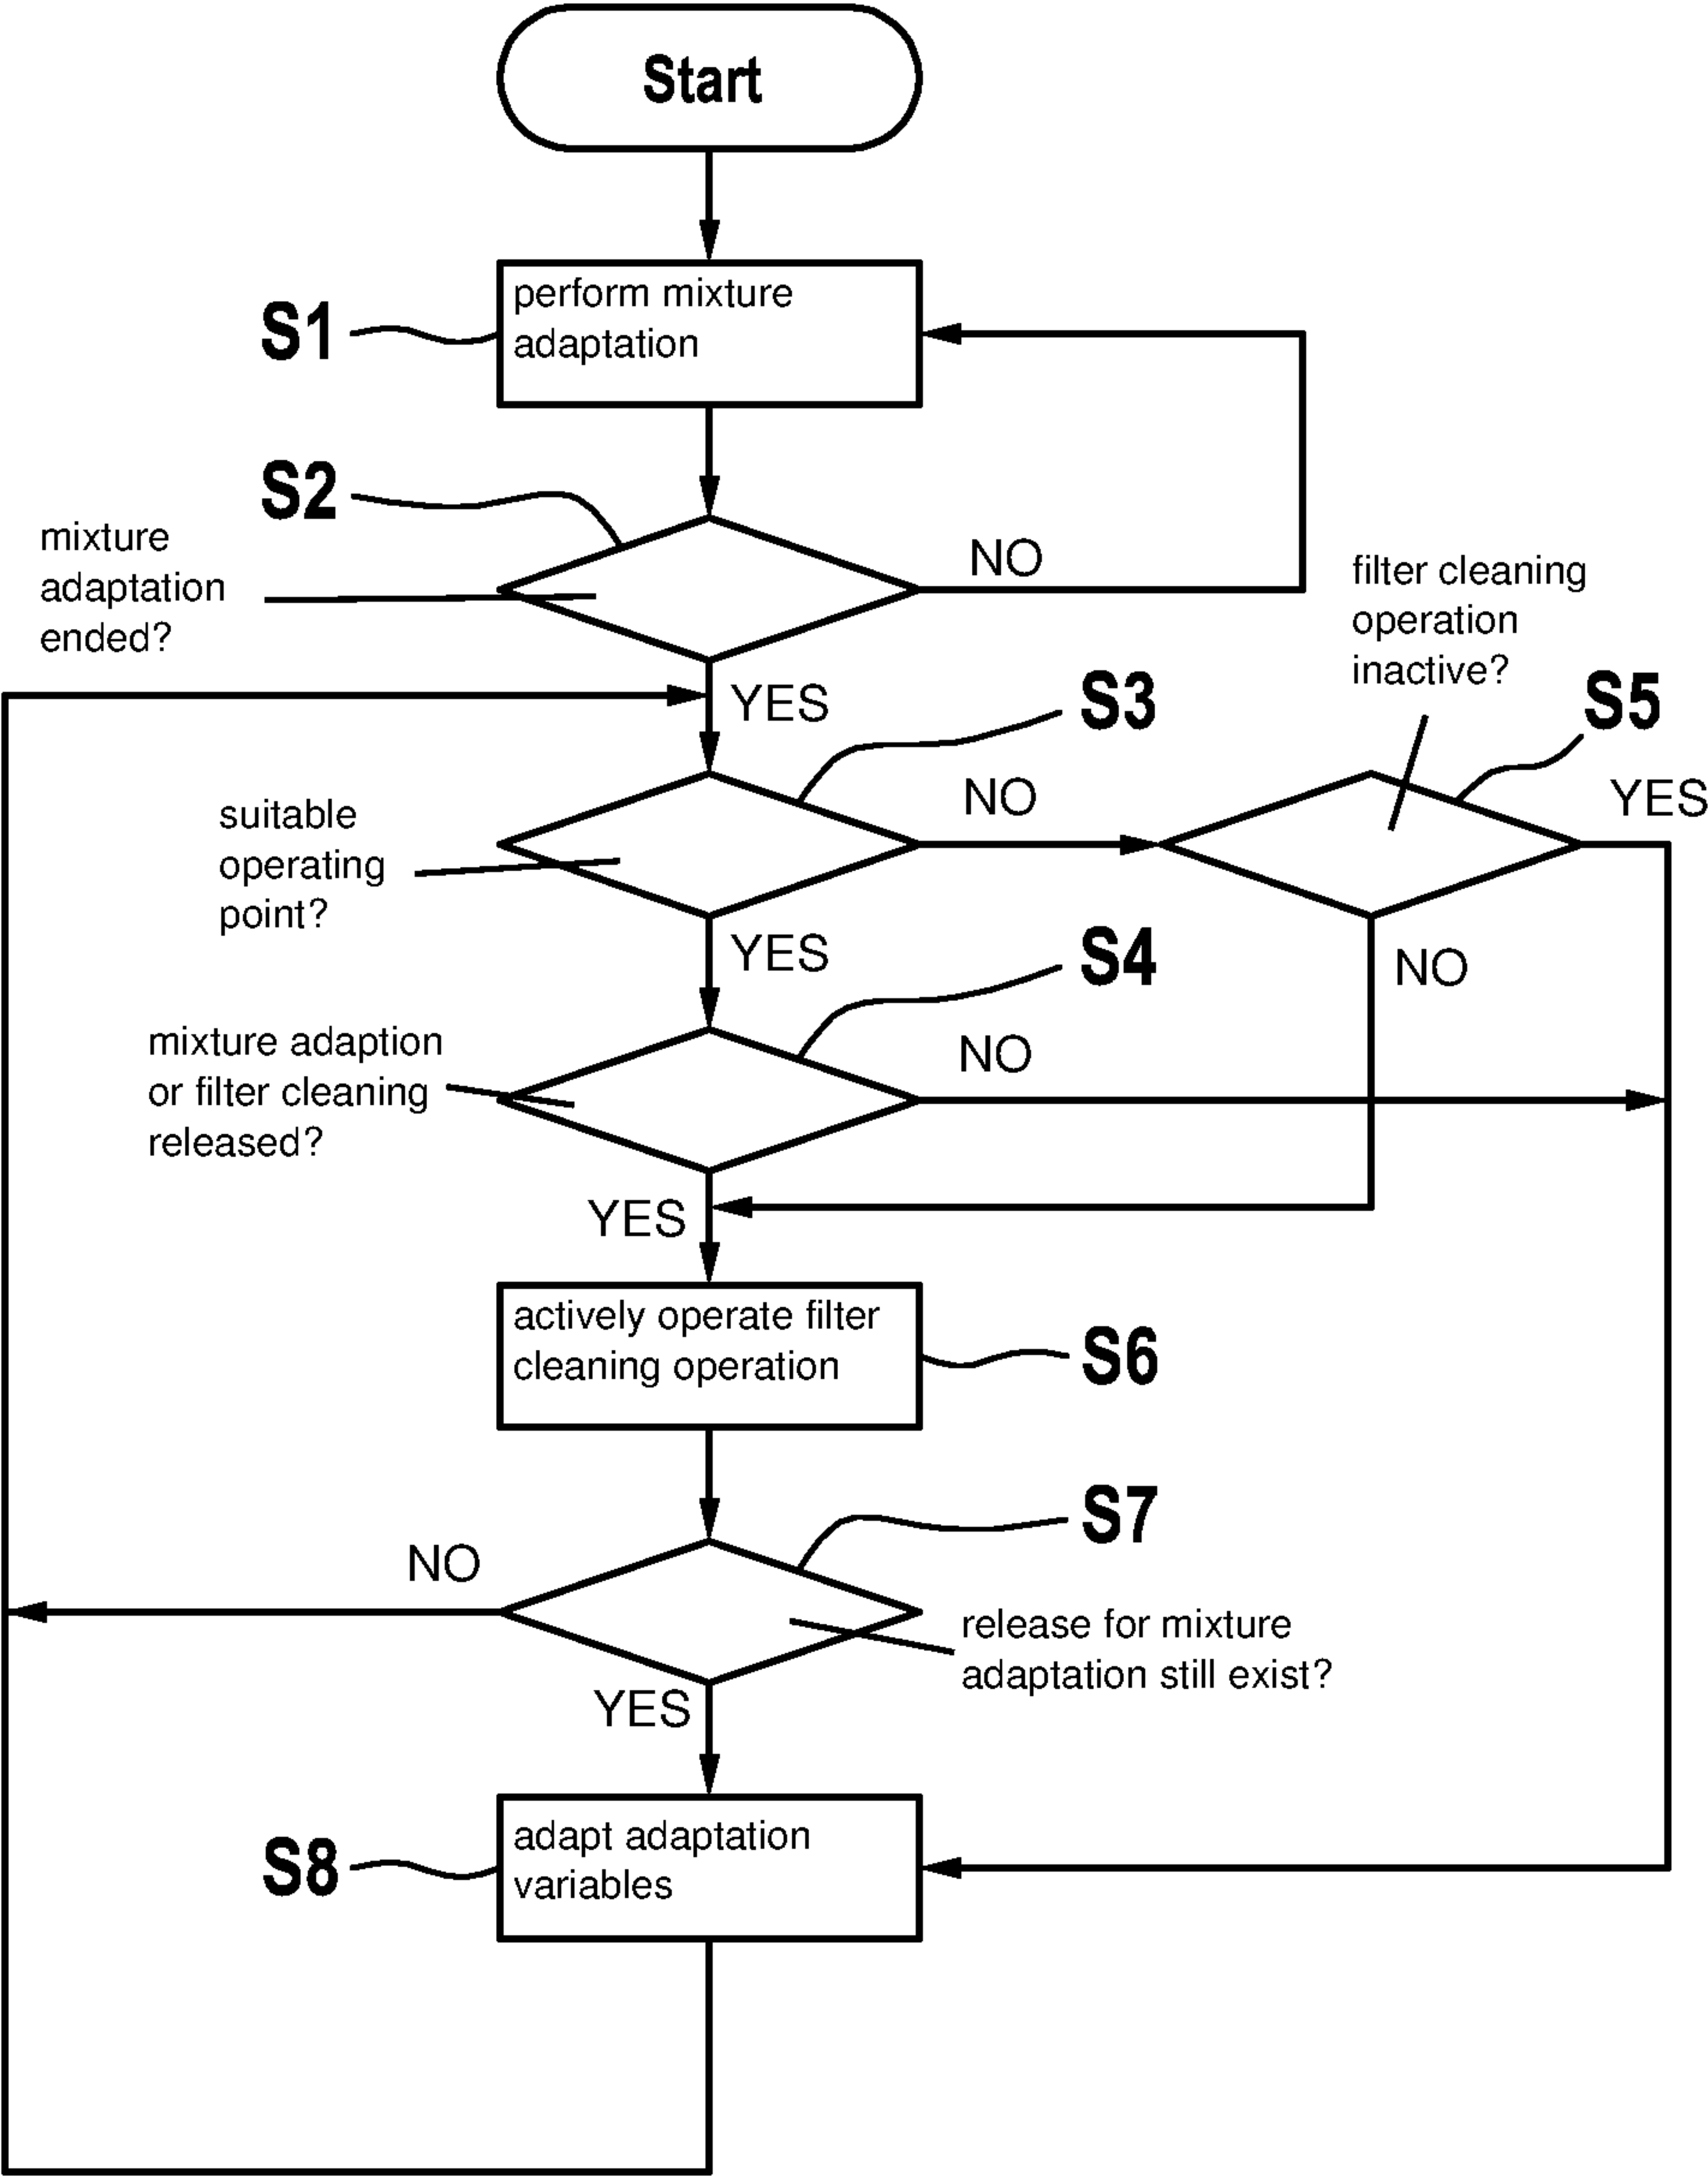 Start
perform mixture
adaptation
S1
S2
mixture
adaptation
ended?
NO
filter cleaning
operation
inactive?
YES
S3
S5
suitable
operating
point?
NO
YES
YES
S4
NO
mixture adaption
or filter cleaning
released?
NO
YES
actively operate filter
cleaning operation
S6
S7
NO
release for mixture
adaptation still exist?
YES
adapt adaptation
variables
S8